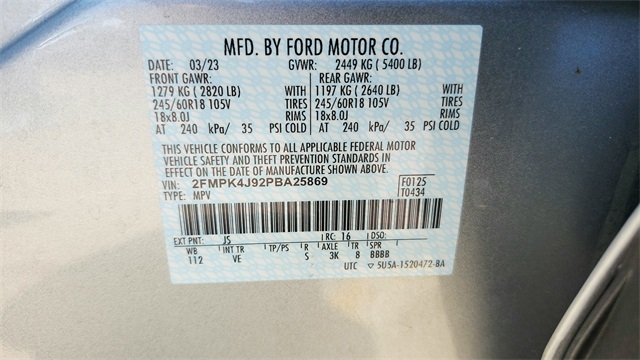 MFD. BY FORD MOTOR CO.
03/23 GVWR: 2449 KG ( 5400 LB)
FRONT GAWR: REAR GAWR:
1279 KG ( 2820 LB) WITH 1197 KG ( 2640 LB) WITH
245/60R18 105V TIRES 245/60R18 105V TIRES
18x8.0J RIMS 18x8.0J RIMS
AT 240 kPa/ 35 PSI COLD AT 240 kPa/ 35 PSI COLD
THIS VEHICLE CONFORMS TO ALL APPLICABLE FEDERAL MOTOR
VEHICLE SAFETY AND THEFT PREVENTION STANDARDS IN
EFFECT ON THE DATE OF MANUFACTURE SHOWN ABOVE.
VIN: 2FMPK4J92PBA25869 F0125
TYPE: MPV T0434
EXT PNT: JS RC: 16 DSO:
WB INT TR TP/PS R AXLE TR SPR
112 VE S 3K 8 BBBB
UTC ▽ 5U5A-1520472-BA